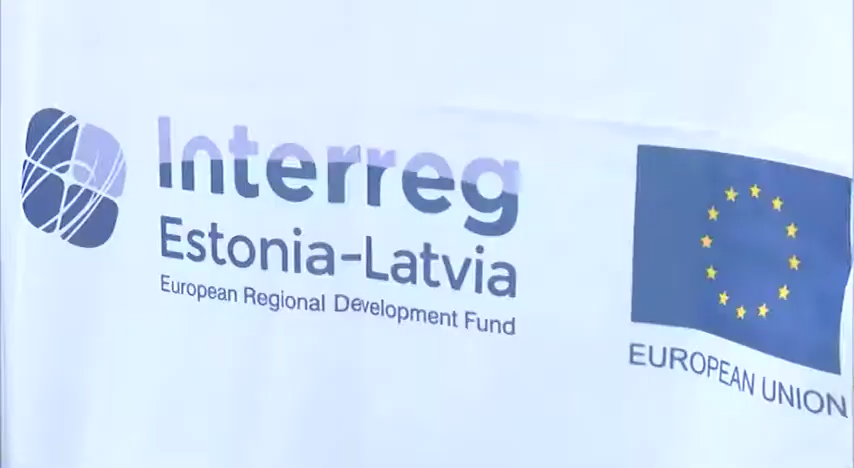 Interreg
Estonia-Latvia
European Regional Development Fund
EUROPEAN UNION